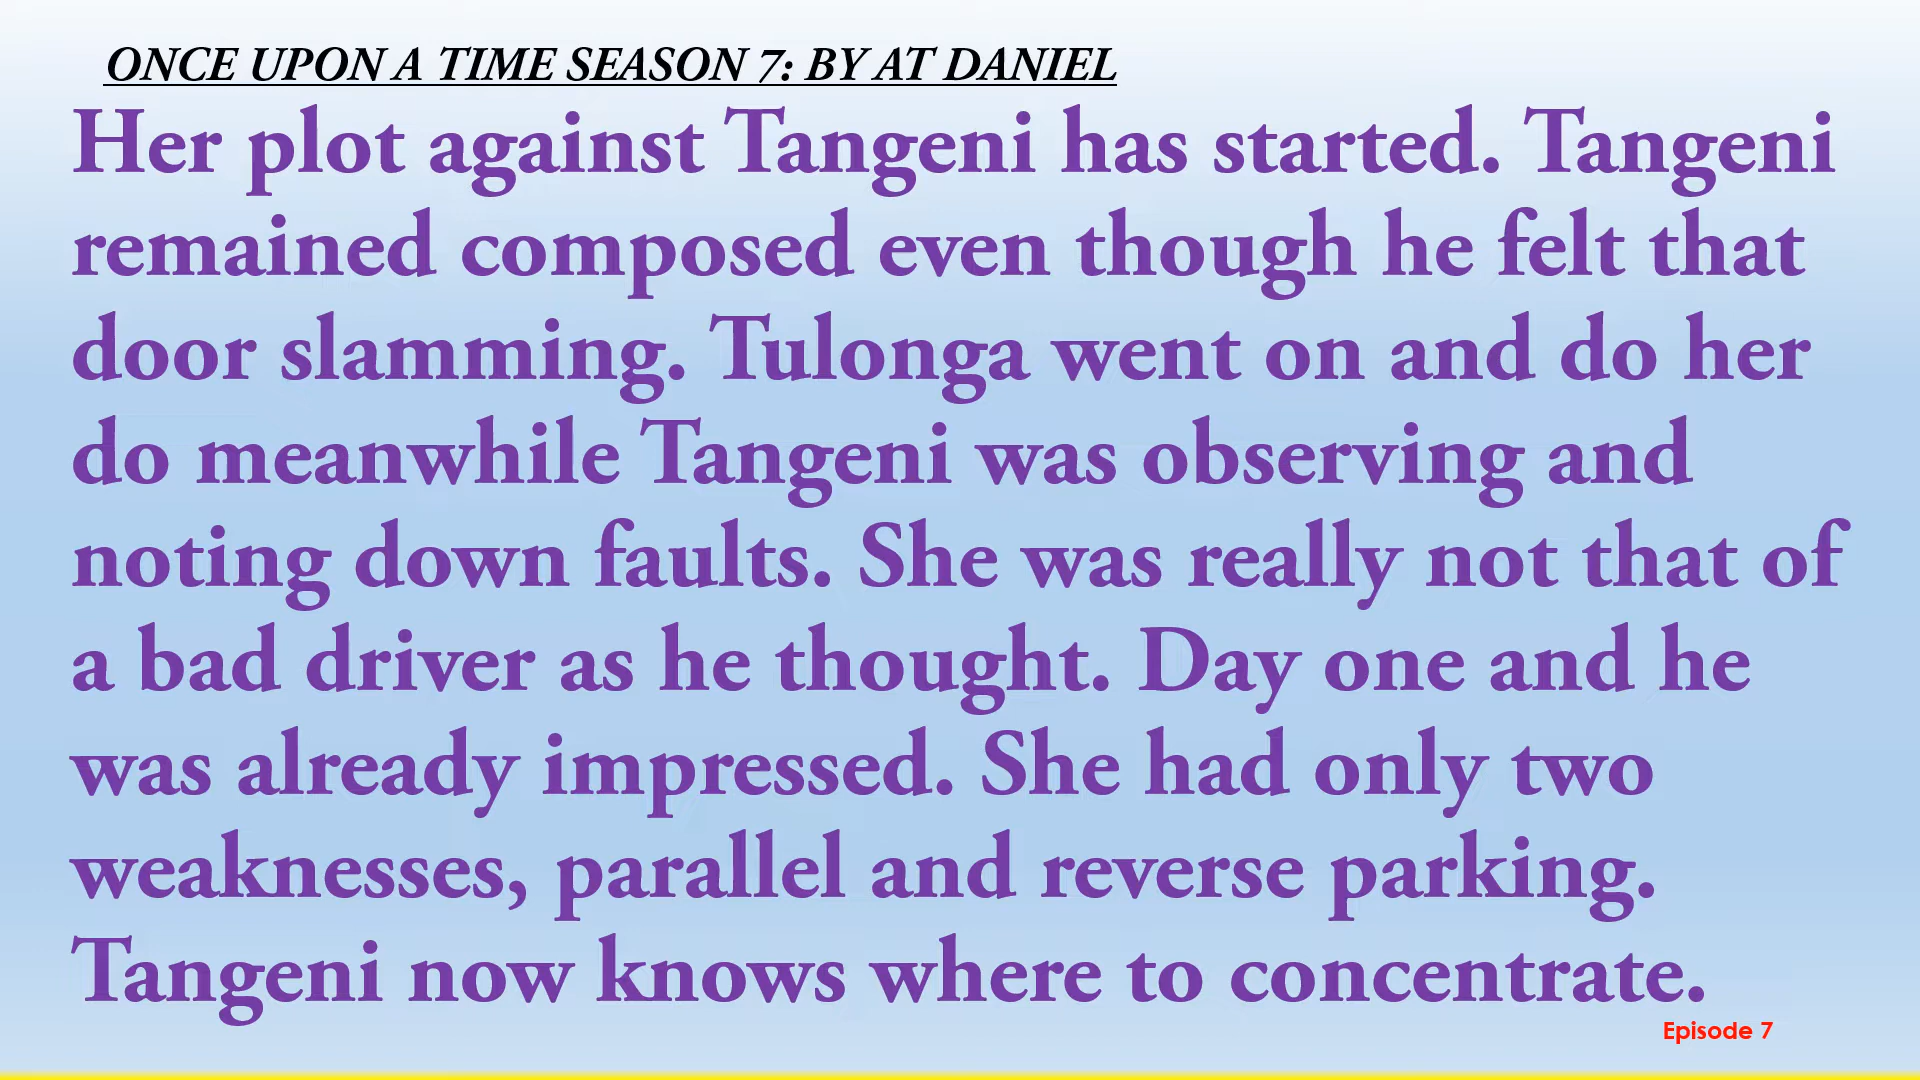 ONCE UPON A TIME SEASON 7: BY AT DANIEL
Her plot against Tangeni has started. Tangeni
remained composed even though he felt that
door slamming. Tulonga went on and do her
do meanwhile Tangeni was observing and
noting down faults. She was really not that of
a bad driver as he thought. Day one and he
was already impressed. She had only two
weaknesses, parallel and reverse parking.
Tangeni now knows where to concentrate.
Episode 7